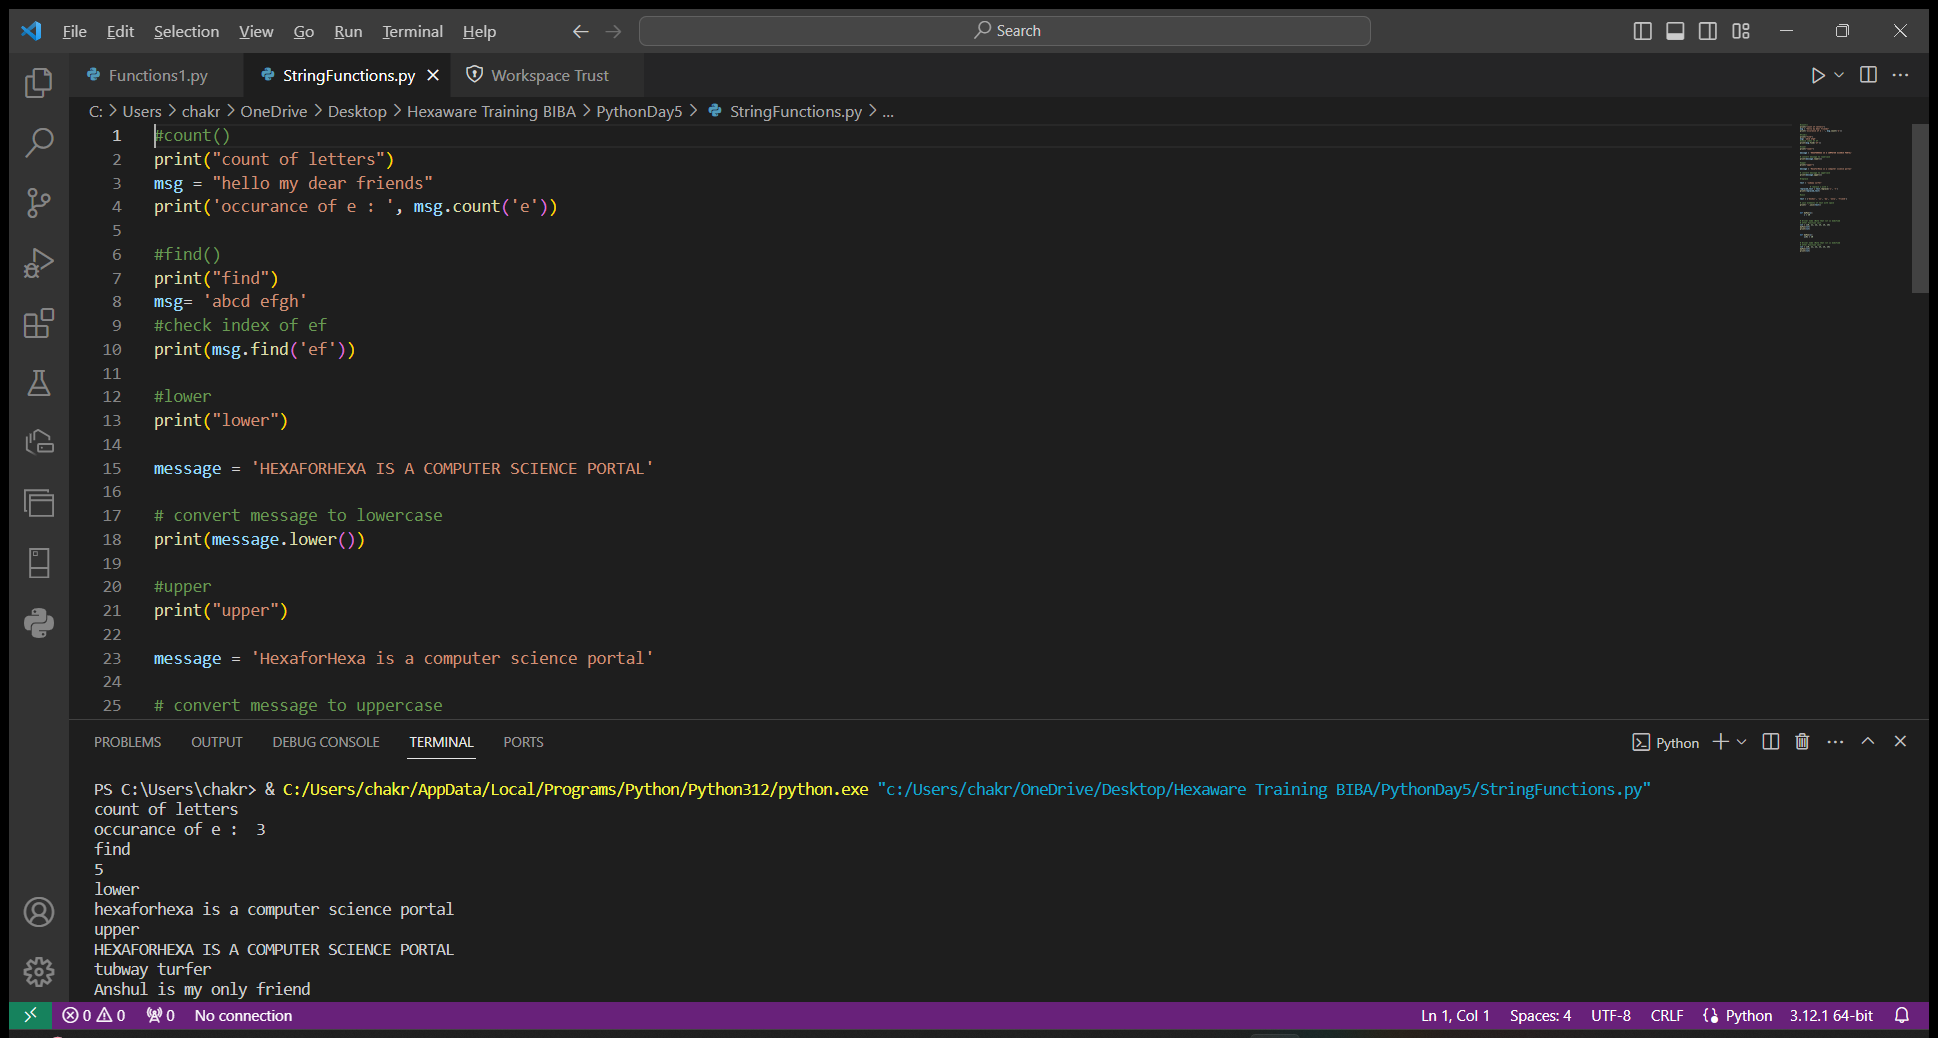 File Edit Selection View Go Run Terminal Help
Search
Functions1.py
StringFunctions.py
Workspace Trust
C: > Users > chakr > OneDrive > Desktop > Hexaware Training BIBA > PythonDay5 > StringFunctions.py > ...
1 #count()
2 print("count of letters")
3 msg = "hello my dear friends"
4 print('occurance of e : ', msg.count('e'))
5
6 #find()
7 print("find")
8 msg= 'abcd efgh'
9 #check index of ef
10 print(msg.find('ef'))
11
12 #lower
13 print("lower")
14
15 message = 'HEXAFORHEXA IS A COMPUTER SCIENCE PORTAL'
16
17 # convert message to lowercase
18 print(message.lower())
19
20 #upper
21 print("upper")
22
23 message = 'HexaforHexa is a computer science portal'
24
25 # convert message to uppercase
PROBLEMS OUTPUT DEBUG CONSOLE TERMINAL PORTS
Python
PS C:\Users\chakr> & C:/Users/chakr/AppData/Local/Programs/Python/Python312/python.exe "c:/Users/chakr/OneDrive/Desktop/Hexaware Training BIBA/PythonDay5/StringFunctions.py"
count of letters
occurance of e :  3
find
5
lower
hexaforhexa is a computer science portal
upper
HEXAFORHEXA IS A COMPUTER SCIENCE PORTAL
tubway turfer
Anshul is my only friend
0 0 0 No connection
Ln 1, Col 1 Spaces: 4 UTF-8 CRLF Python 3.12.1 64-bit